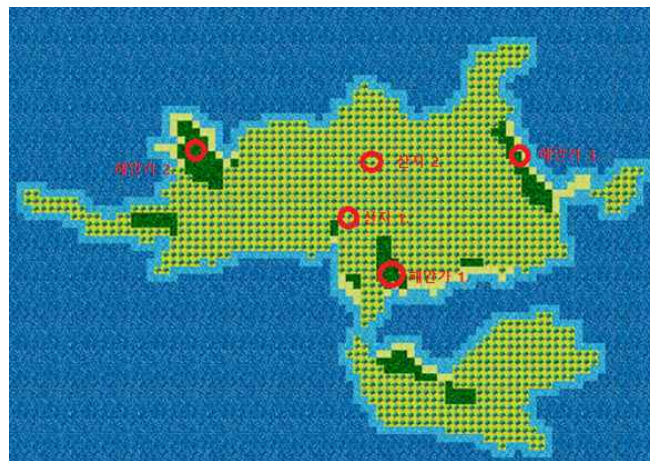 산지 2.
해안가 3.
해안가 2.
산지 1.
해안가 1.